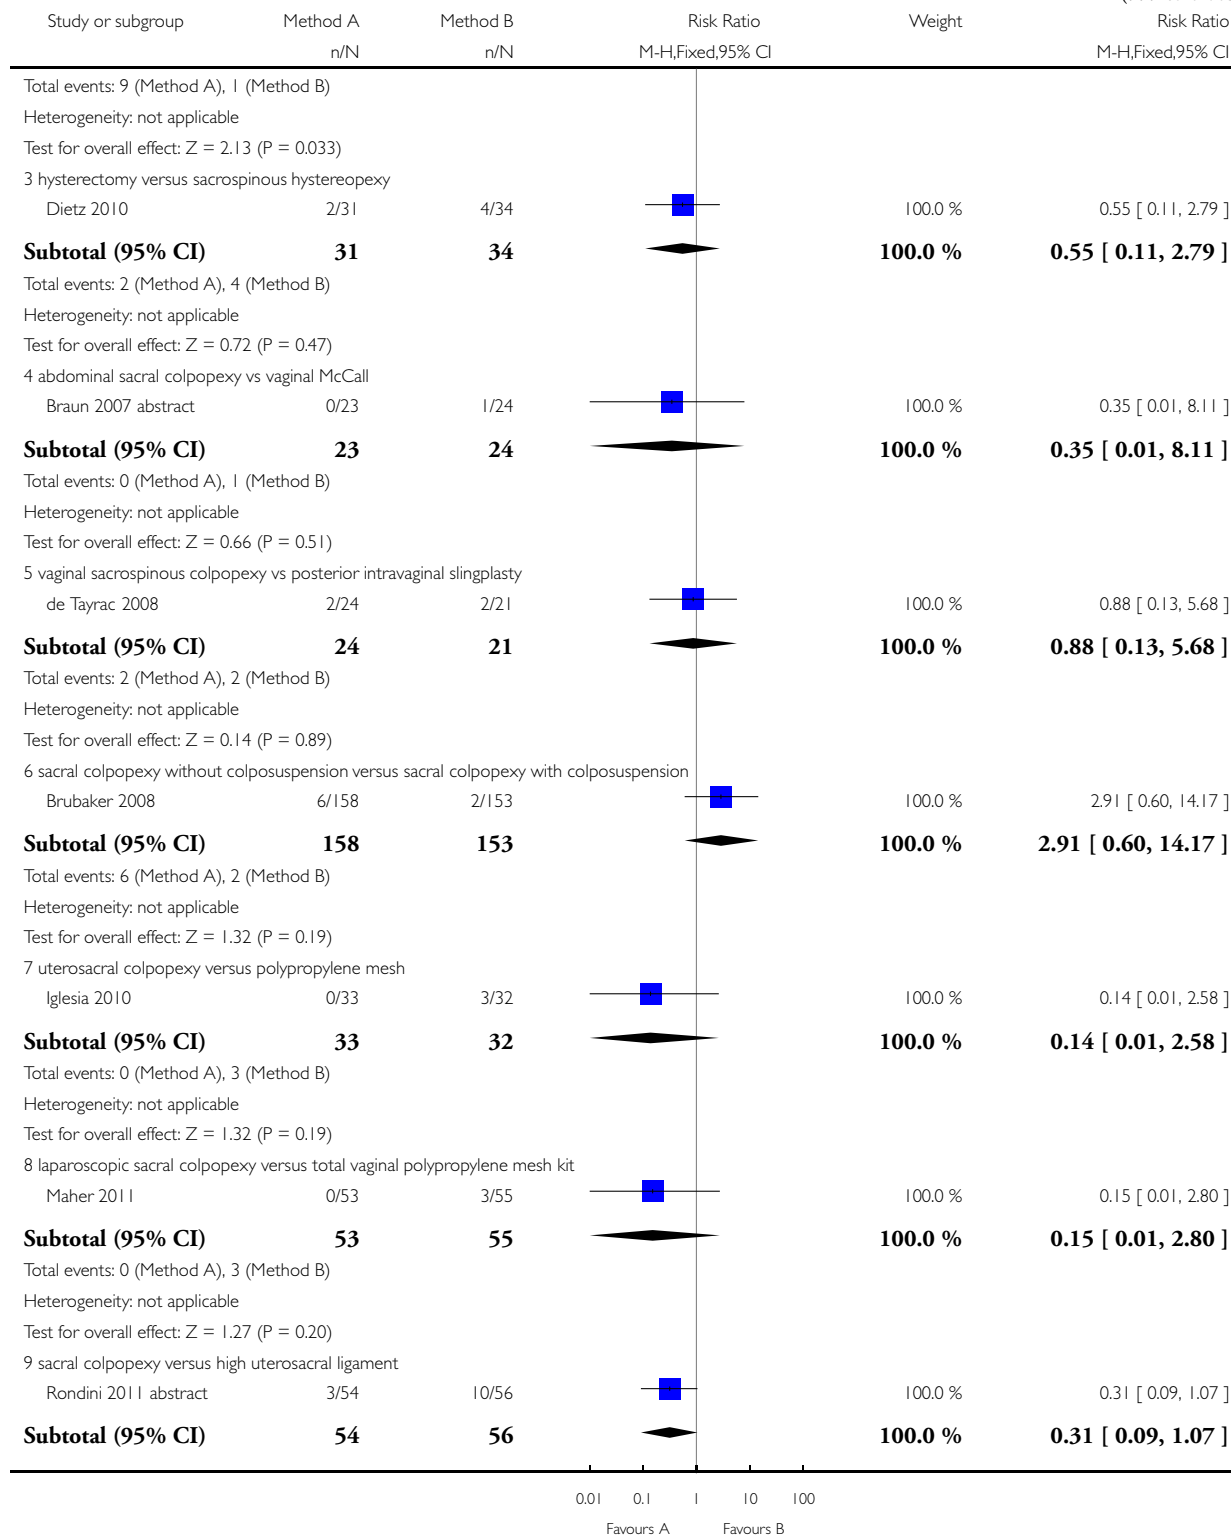 Study or subgroup Method A Method B Risk Ratio Weight Risk Ratio
n/N n/N M-H,Fixed,95% CI M-H,Fixed,95% CI
Total events: 9 (Method A), 1 (Method B)
Heterogeneity: not applicable
Test for overall effect: Z = 2.13 (P = 0.033)
3 hysterectomy versus sacrospinous hystereopexy
Dietz 2010 2/31 4/34 100.0 % 0.55 [ 0.11, 2.79 ]
Subtotal (95% CI) 31 34 100.0 % 0.55 [ 0.11, 2.79 ]
Total events: 2 (Method A), 4 (Method B)
Heterogeneity: not applicable
Test for overall effect: Z = 0.72 (P = 0.47)
4 abdominal sacral colpopexy vs vaginal McCall
Braun 2007 abstract 0/23 1/24 100.0 % 0.35 [ 0.01, 8.11 ]
Subtotal (95% CI) 23 24 100.0 % 0.35 [ 0.01, 8.11 ]
Total events: 0 (Method A), 1 (Method B)
Heterogeneity: not applicable
Test for overall effect: Z = 0.66 (P = 0.51)
5 vaginal sacrospinous colpopexy vs posterior intravaginal slingplasty
de Tayrac 2008 2/24 2/21 100.0 % 0.88 [ 0.13, 5.68 ]
Subtotal (95% CI) 24 21 100.0 % 0.88 [ 0.13, 5.68 ]
Total events: 2 (Method A), 2 (Method B)
Heterogeneity: not applicable
Test for overall effect: Z = 0.14 (P = 0.89)
6 sacral colpopexy without colposuspension versus sacral colpopexy with colposuspension
Brubaker 2008 6/158 2/153 100.0 % 2.91 [ 0.60, 14.17 ]
Subtotal (95% CI) 158 153 100.0 % 2.91 [ 0.60, 14.17 ]
Total events: 6 (Method A), 2 (Method B)
Heterogeneity: not applicable
Test for overall effect: Z = 1.32 (P = 0.19)
7 uterosacral colpopexy versus polypropylene mesh
Iglesia 2010 0/33 3/32 100.0 % 0.14 [ 0.01, 2.58 ]
Subtotal (95% CI) 33 32 100.0 % 0.14 [ 0.01, 2.58 ]
Total events: 0 (Method A), 3 (Method B)
Heterogeneity: not applicable
Test for overall effect: Z = 1.32 (P = 0.19)
8 laparoscopic sacral colpopexy versus total vaginal polypropylene mesh kit
Maher 2011 0/53 3/55 100.0 % 0.15 [ 0.01, 2.80 ]
Subtotal (95% CI) 53 55 100.0 % 0.15 [ 0.01, 2.80 ]
Total events: 0 (Method A), 3 (Method B)
Heterogeneity: not applicable
Test for overall effect: Z = 1.27 (P = 0.20)
9 sacral colpopexy versus high uterosacral ligament
Rondini 2011 abstract 3/54 10/56 100.0 % 0.31 [ 0.09, 1.07 ]
Subtotal (95% CI) 54 56 100.0 % 0.31 [ 0.09, 1.07 ]
0.01 0.1 1 10 100
Favours A Favours B